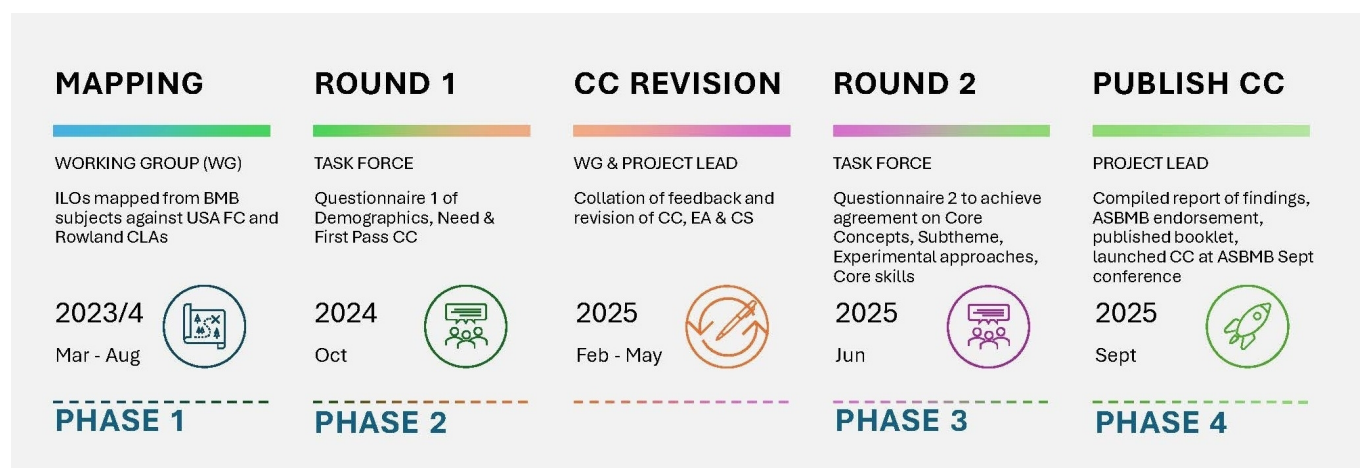 MAPPING
WORKING GROUP (WG)
ILOs mapped from BMB
subjects against USA FC and
Rowland CLAs
2023/4
Mar - Aug
PHASE 1
ROUND 1
TASK FORCE
Questionnaire 1 of
Demographics, Need &
First Pass CC
2024
Oct
PHASE 2
CC REVISION
WG & PROJECT LEAD
Collation of feedback and
revision of CC, EA & CS
2025
Feb - May
ROUND 2
TASK FORCE
Questionnaire 2 to achieve
agreement on Core
Concepts, Subtheme,
Experimental approaches,
Core skills
2025
Jun
PHASE 3
PUBLISH CC
PROJECT LEAD
Compiled report of findings,
ASBMB endorsement,
published booklet,
launched CC at ASBMB Sept
conference
2025
Sept
PHASE 4